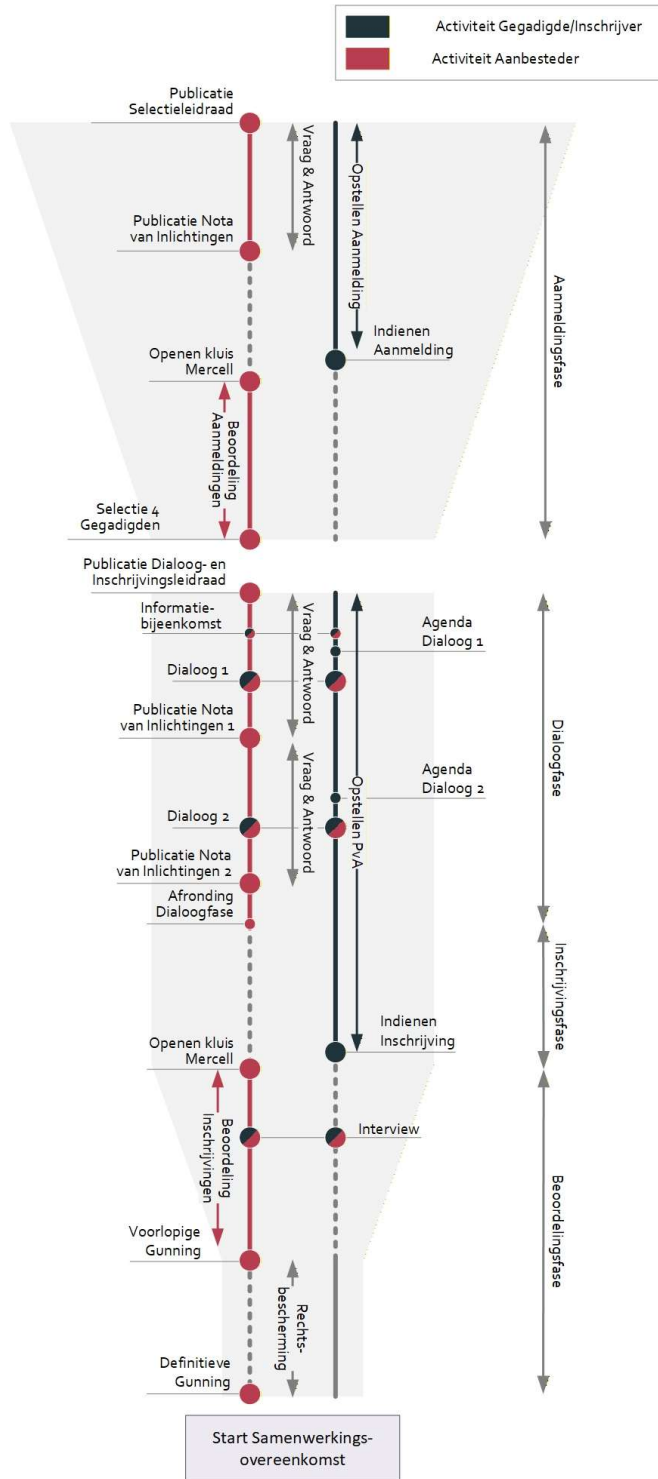 Activiteit Gegadigde/Inschrijver
Activiteit Aanbesteder
Publicatie
Selectieleidraad
Vraag & Antwoord
Opstellen Aanmelding
Publicatie Nota
van Inlichtingen
Aanmeldingsfase
Indienen
Aanmelding
Openen kluis
Mercell
Beoordeling
Aanmeldingen
Selectie 4
Gegadigden
Publicatie Dialoog- en
Inschrijvingsleidraad
Informatie-
bijeenkomst
Vraag & Antwoord
Agenda
Dialoog 1
Dialoog 1
Publicatie Nota
van Inlichtingen 1
Dialoogfase
Vraag & Antwoord
Opstellen PvA
Agenda
Dialoog 2
Dialoog 2
Publicatie Nota
van Inlichtingen 2
Afronding
Dialoogfase
Inschrijvingsfase
Indienen
Inschrijving
Openen kluis
Mercell
Beoordeling
Inschrijvingen
Interview
Beoordelingsfase
Voorlopige
Gunning
Rechts-
bescherming
Definitieve
Gunning
Start Samenwerkings-
overeenkomst